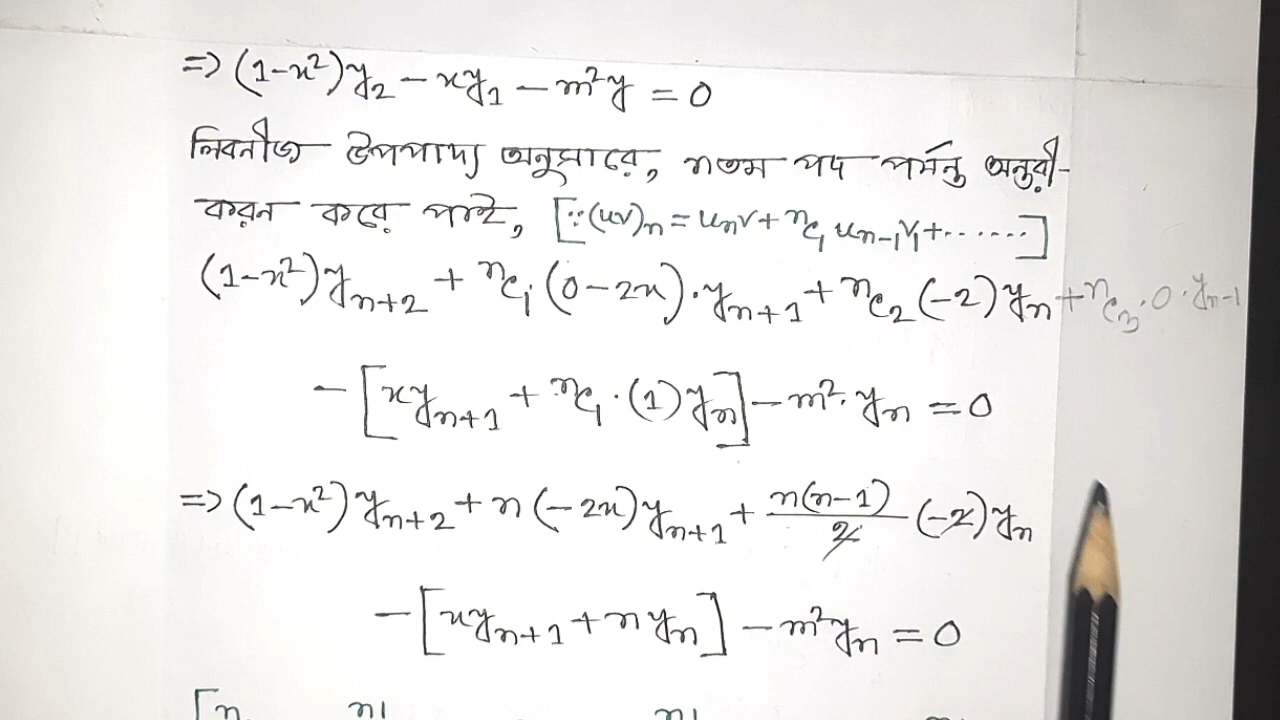 => (1-x²)y₂ - xy₁ - m²y = 0
লিবনীজ উপপাদ্য অনুসারে, nতম পদ পর্যন্ত অন্তরী-
করন করে পাই, [∵(uv)ₙ = uₙv + ⁿc₁ uₙ₋₁v₁ + ......]
(1-x²)yₙ₊₂ + ⁿc₁ (0-2x)·yₙ₊₁ + ⁿc₂ (-2)yₙ + ⁿc₃·0·yₙ₋₁
- [xyₙ₊₁ + ⁿc₁·(1)yₙ] - m²·yₙ = 0
=> (1-x²)yₙ₊₂ + n(-2x)yₙ₊₁ + n(n-1)/2 (-2)yₙ
- [xyₙ₊₁ + nyₙ] - m²yₙ = 0